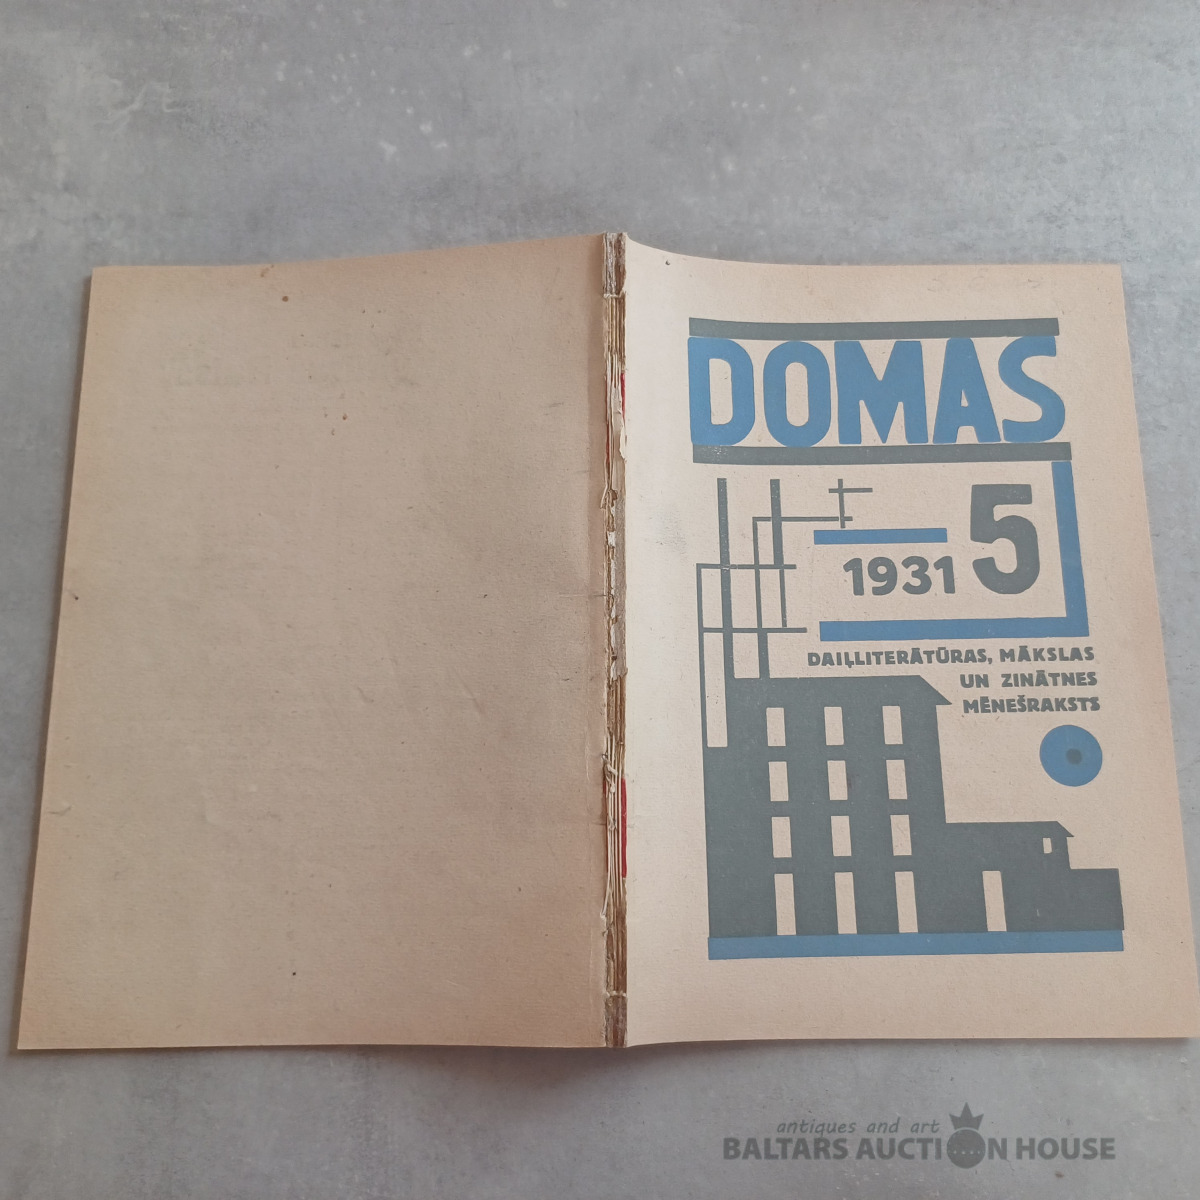 DOMAS
1931 5
DAIĻLITERĀTŪRAS, MĀKSLAS
UN ZINĀTNES
MĒNEŠRAKSTS
antiques and art
BALTARS AUCTION HOUSE